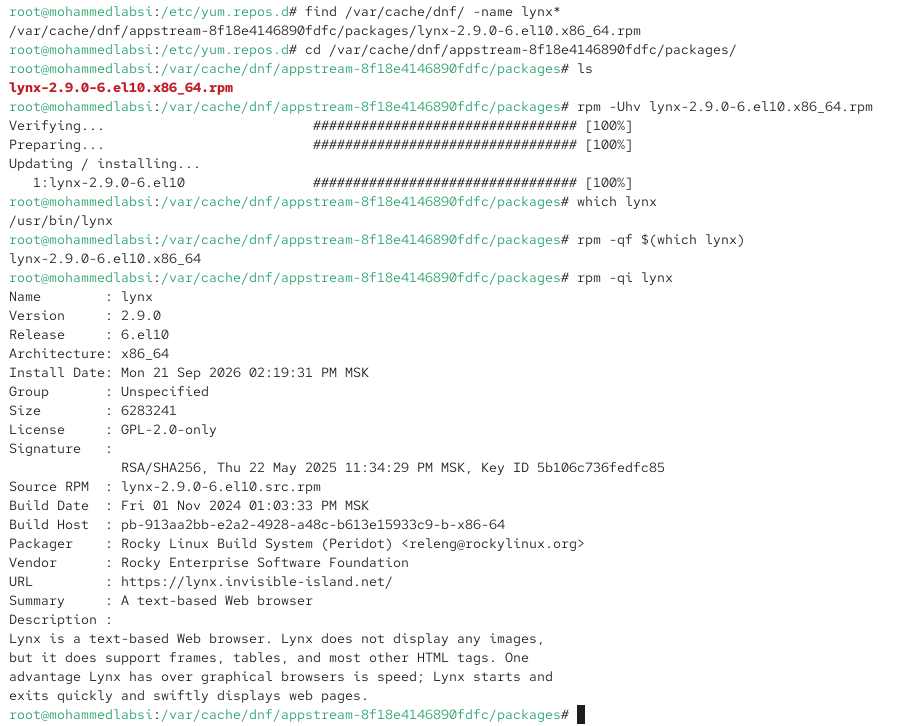 root@mohammedlabsi:/etc/yum.repos.d# find /var/cache/dnf/ -name lynx*
/var/cache/dnf/appstream-8f18e4146890fdfc/packages/lynx-2.9.0-6.el10.x86_64.rpm
root@mohammedlabsi:/etc/yum.repos.d# cd /var/cache/dnf/appstream-8f18e4146890fdfc/packages/
root@mohammedlabsi:/var/cache/dnf/appstream-8f18e4146890fdfc/packages# ls
lynx-2.9.0-6.el10.x86_64.rpm
root@mohammedlabsi:/var/cache/dnf/appstream-8f18e4146890fdfc/packages# rpm -Uhv lynx-2.9.0-6.el10.x86_64.rpm
Verifying...                          ################################# [100%]
Preparing...                          ################################# [100%]
Updating / installing...
   1:lynx-2.9.0-6.el10                ################################# [100%]
root@mohammedlabsi:/var/cache/dnf/appstream-8f18e4146890fdfc/packages# which lynx
/usr/bin/lynx
root@mohammedlabsi:/var/cache/dnf/appstream-8f18e4146890fdfc/packages# rpm -qf $(which lynx)
lynx-2.9.0-6.el10.x86_64
root@mohammedlabsi:/var/cache/dnf/appstream-8f18e4146890fdfc/packages# rpm -qi lynx
Name        : lynx
Version     : 2.9.0
Release     : 6.el10
Architecture: x86_64
Install Date: Mon 21 Sep 2026 02:19:31 PM MSK
Group       : Unspecified
Size        : 6283241
License     : GPL-2.0-only
Signature   :
              RSA/SHA256, Thu 22 May 2025 11:34:29 PM MSK, Key ID 5b106c736fedfc85
Source RPM  : lynx-2.9.0-6.el10.src.rpm
Build Date  : Fri 01 Nov 2024 01:03:33 PM MSK
Build Host  : pb-913aa2bb-e2a2-4928-a48c-b613e15933c9-b-x86-64
Packager    : Rocky Linux Build System (Peridot) <releng@rockylinux.org>
Vendor      : Rocky Enterprise Software Foundation
URL         : https://lynx.invisible-island.net/
Summary     : A text-based Web browser
Description :
Lynx is a text-based Web browser. Lynx does not display any images,
but it does support frames, tables, and most other HTML tags. One
advantage Lynx has over graphical browsers is speed; Lynx starts and
exits quickly and swiftly displays web pages.
root@mohammedlabsi:/var/cache/dnf/appstream-8f18e4146890fdfc/packages#